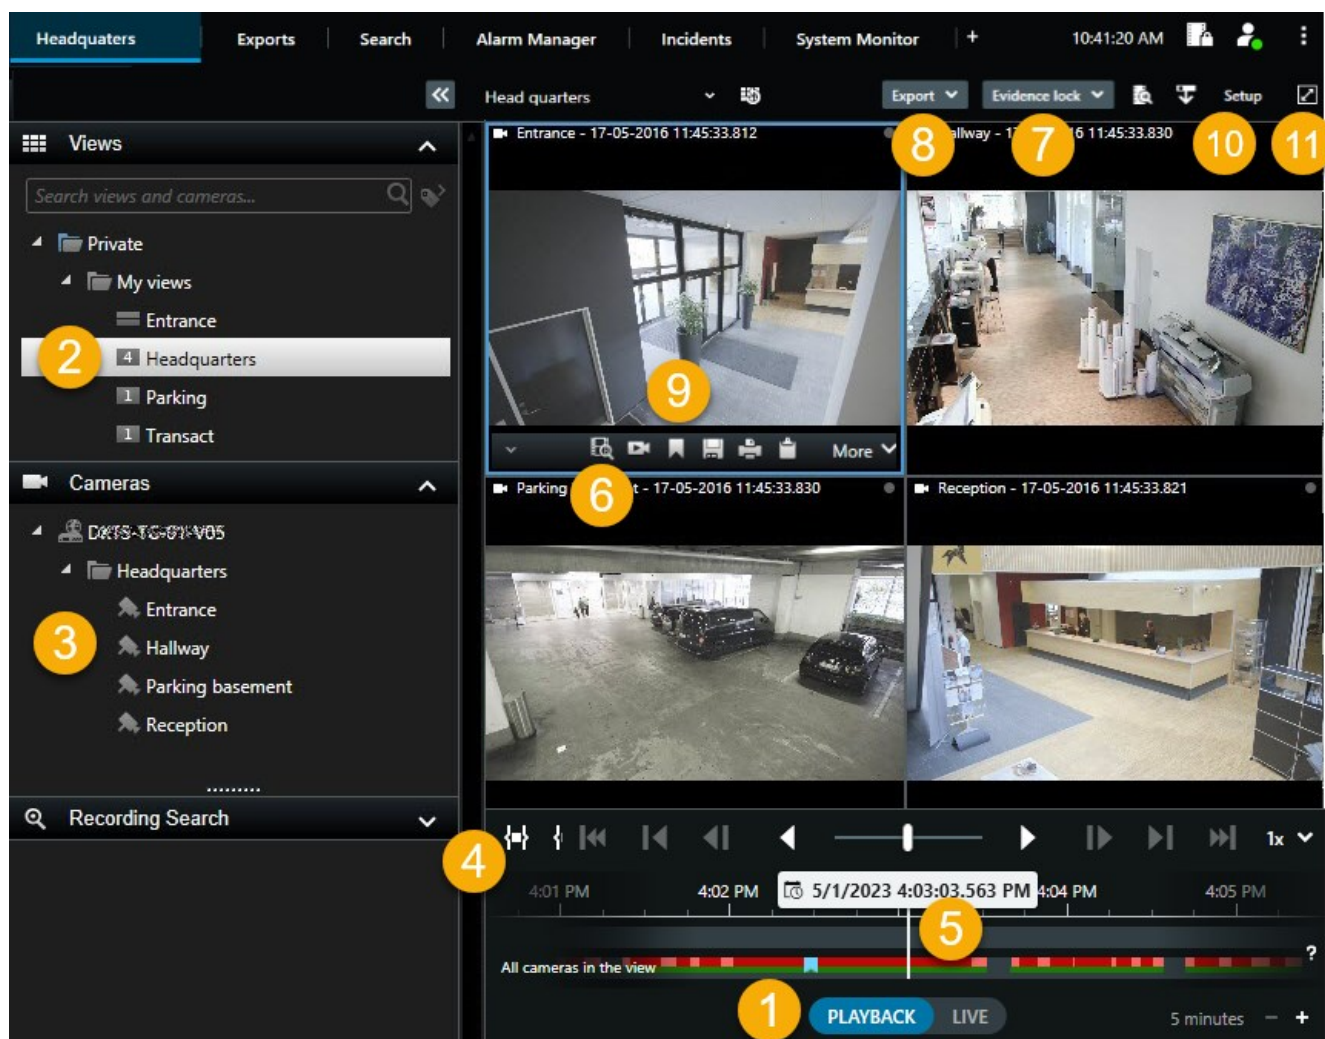 Headquaters Exports Search Alarm Manager Incidents System Monitor + 10:41:20 AM
Head quarters Export Evidence lock Setup
Views
Search views and cameras...
Private
My views
Entrance
2 4 Headquarters
1 Parking
1 Transact
Cameras
Headquarters
Entrance
3 Hallway
Parking basement
Reception
Recording Search
Entrance - 17-05-2016 11:45:33.812
8 allway - 1 7 6 11:45:33.830
10 11
9
More
Parking 6 t - 17-05-2016 11:45:33.830
Reception - 17-05-2016 11:45:33.821
4 1x
4:01 PM 4:02 PM 5/1/2023 4:03:03.563 PM 4:04 PM 4:05 PM
5
All cameras in the view ?
1 PLAYBACK LIVE 5 minutes - +